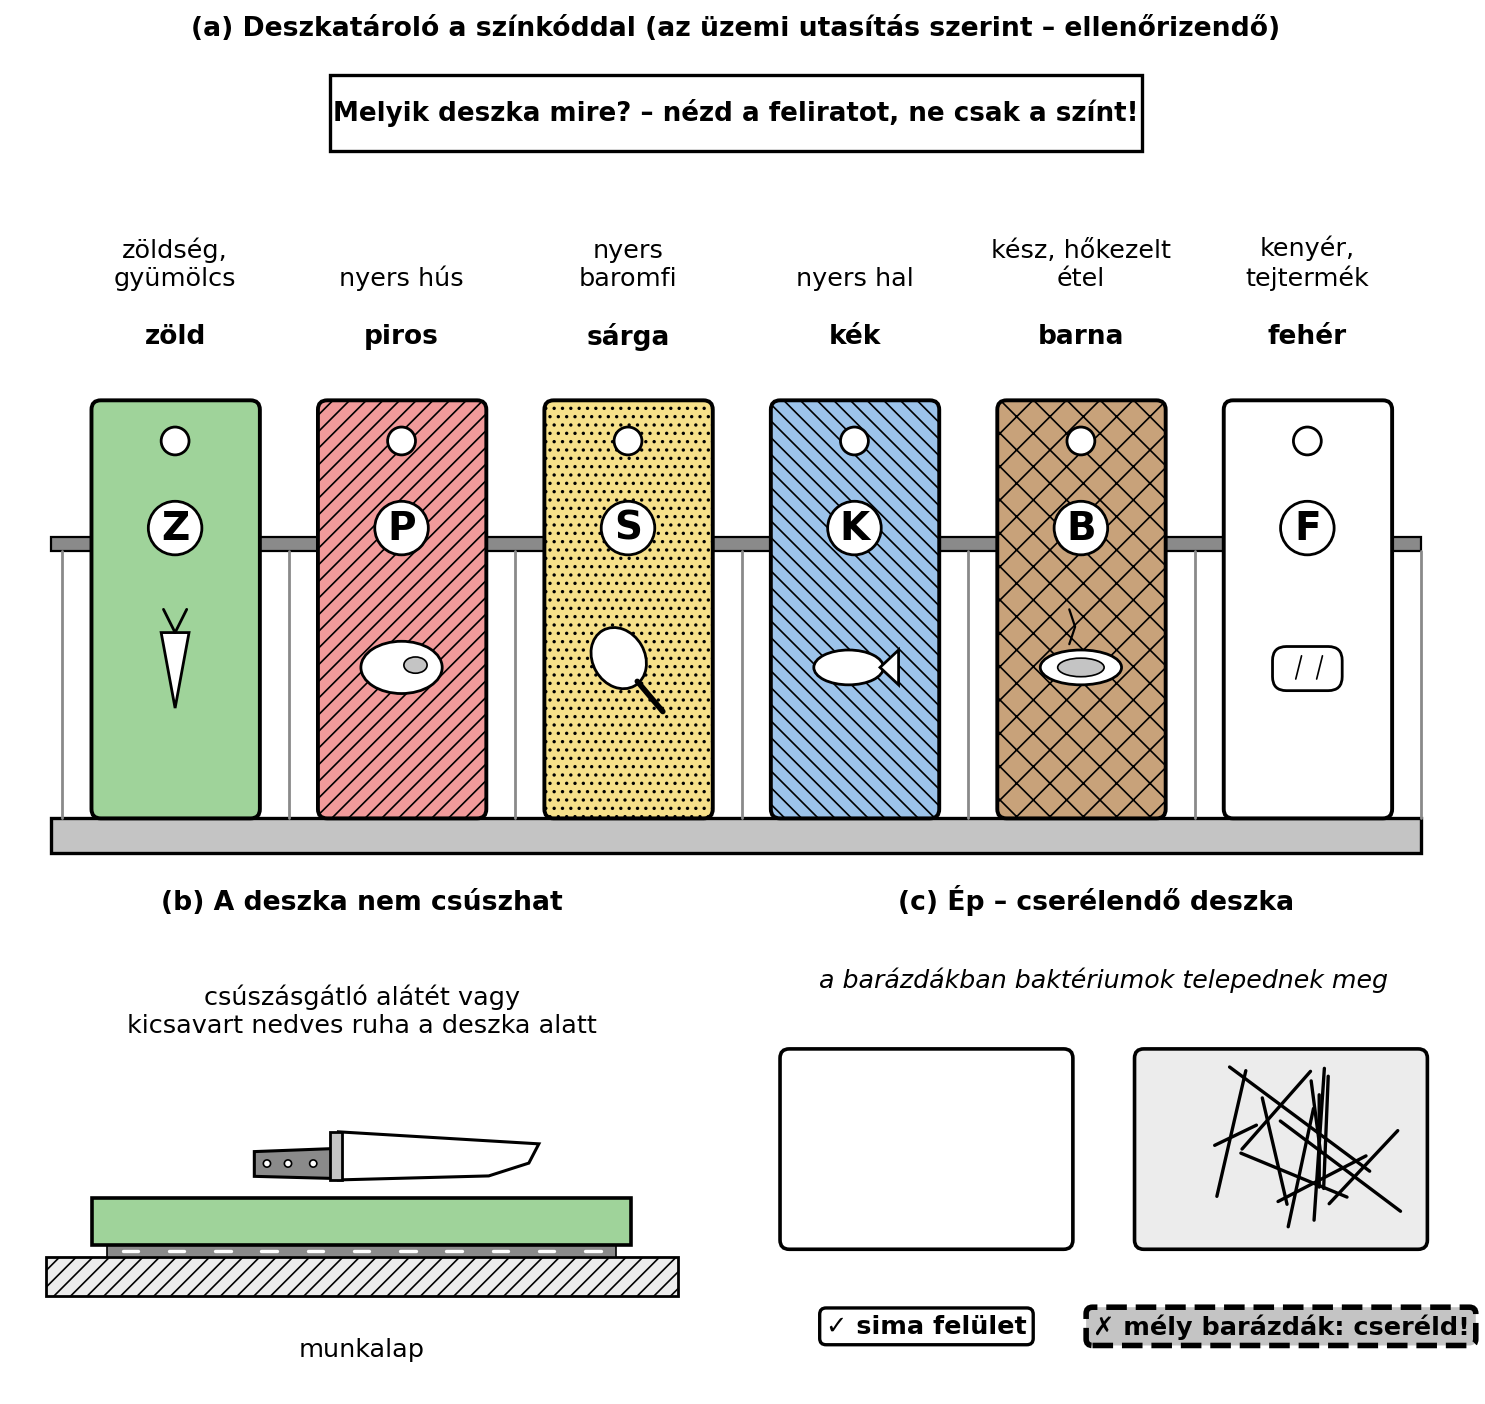 (a) Deszkatároló a színkóddal (az üzemi utasítás szerint – ellenőrizendő)
Melyik deszka mire? – nézd a feliratot, ne csak a színt!
zöldség,
gyümölcs
nyers hús
nyers
baromfi
nyers hal
kész, hőkezelt
étel
kenyér,
tejtermék
zöld
piros
sárga
kék
barna
fehér
Z
P
S
K
B
F
(b) A deszka nem csúszhat
csúszásgátló alátét vagy
kicsavart nedves ruha a deszka alatt
munkalap
(c) Ép – cserélendő deszka
a barázdákban baktériumok telepednek meg
✓ sima felület
✗ mély barázdák: cseréld!